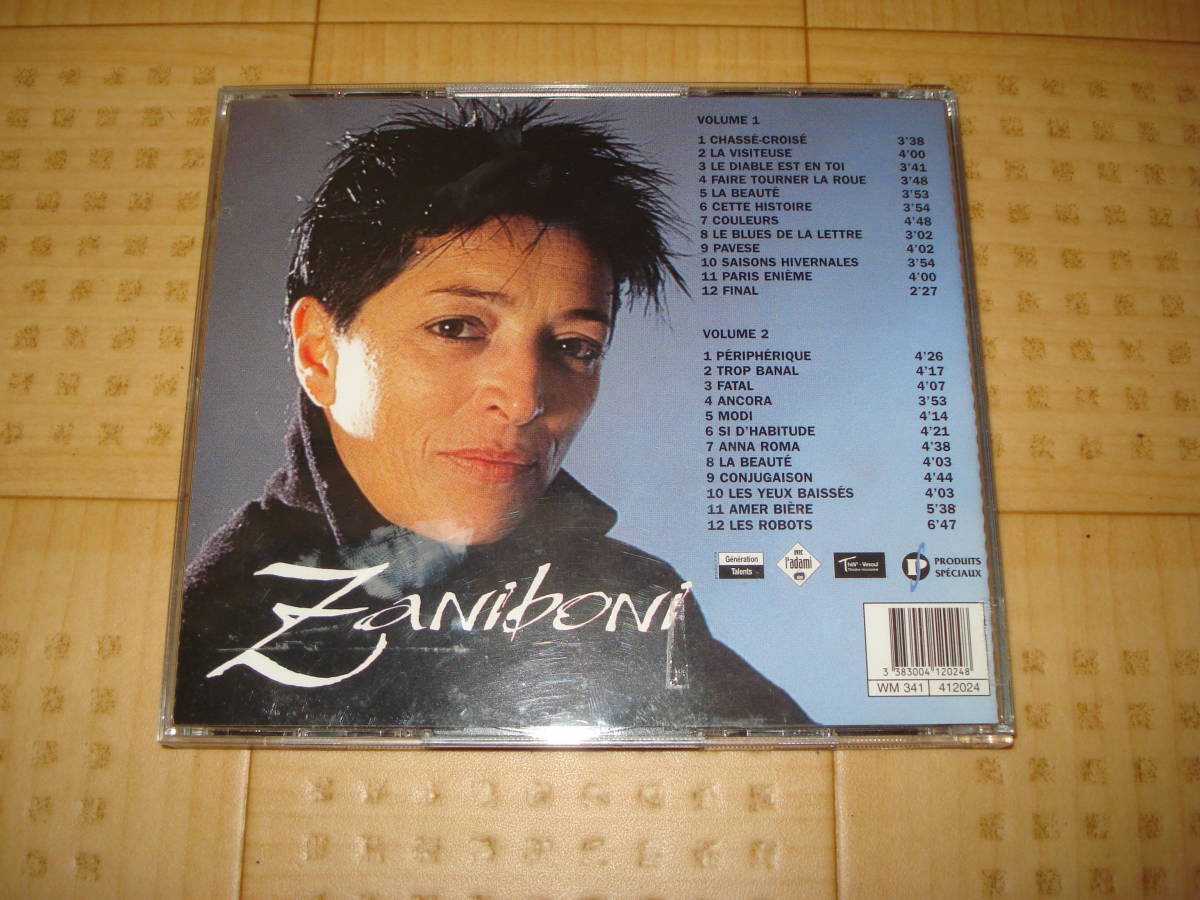 VOLUME 1
1 CHASSÉ-CROISÉ 3'38
2 LA VISITEUSE 4'00
3 LE DIABLE EST EN TOI 3'41
4 FAIRE TOURNER LA ROUE 3'48
5 LA BEAUTÉ 3'53
6 CETTE HISTOIRE 3'54
7 COULEURS 4'48
8 LE BLUES DE LA LETTRE 3'02
9 PAVESE 4'02
10 SAISONS HIVERNALES 3'54
11 PARIS ENIÈME 4'00
12 FINAL 2'27
VOLUME 2
1 PÉRIPHÉRIQUE 4'26
2 TROP BANAL 4'17
3 FATAL 4'07
4 ANCORA 3'53
5 MODI 4'14
6 SI D'HABITUDE 4'21
7 ANNA ROMA 4'38
8 LA BEAUTÉ 4'03
9 CONJUGAISON 4'44
10 LES YEUX BAISSÉS 4'03
11 AMER BIÈRE 5'38
12 LES ROBOTS 6'47
Génération
Talents
avec
l'adami
PRODUITS
SPÉCIAUX
Zaniboni
3 383004 120248
WM 341 412024